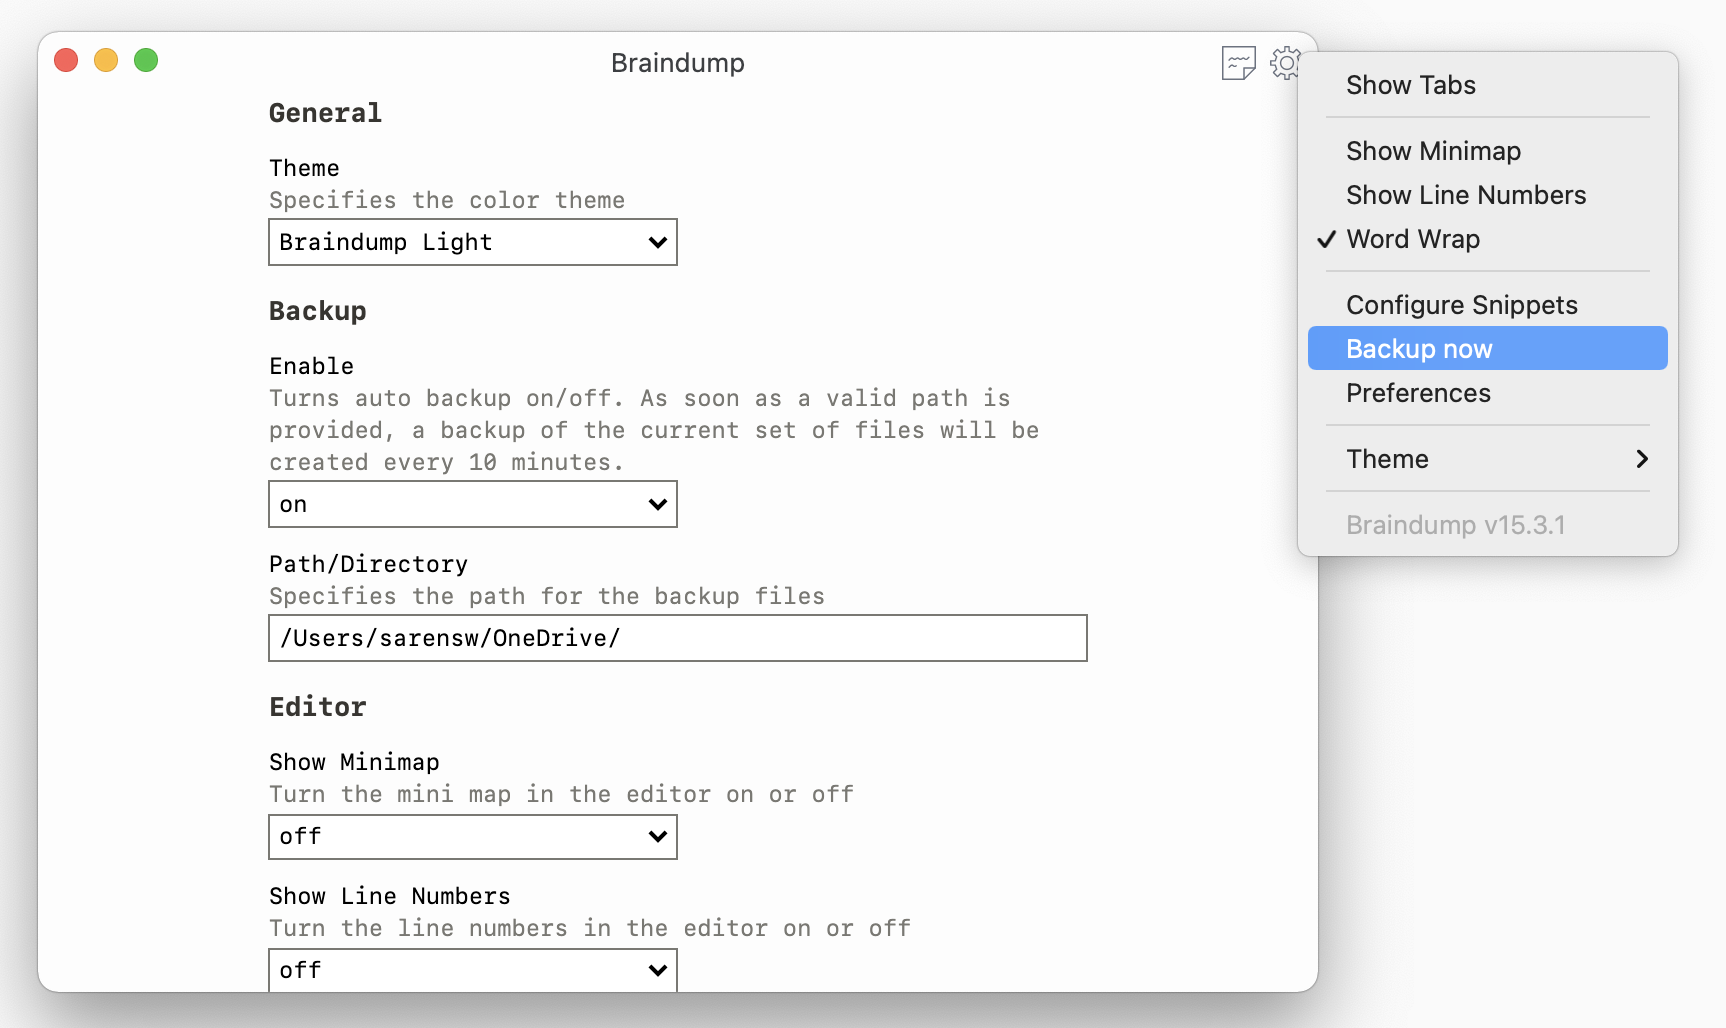 Braindump
General
Theme
Specifies the color theme
Braindump Light
Backup
Enable
Turns auto backup on/off. As soon as a valid path is
provided, a backup of the current set of files will be
created every 10 minutes.
on
Path/Directory
Specifies the path for the backup files
/Users/sarensw/OneDrive/
Editor
Show Minimap
Turn the mini map in the editor on or off
off
Show Line Numbers
Turn the line numbers in the editor on or off
off
Show Tabs
Show Minimap
Show Line Numbers
Word Wrap
Configure Snippets
Backup now
Preferences
Theme
Braindump v15.3.1